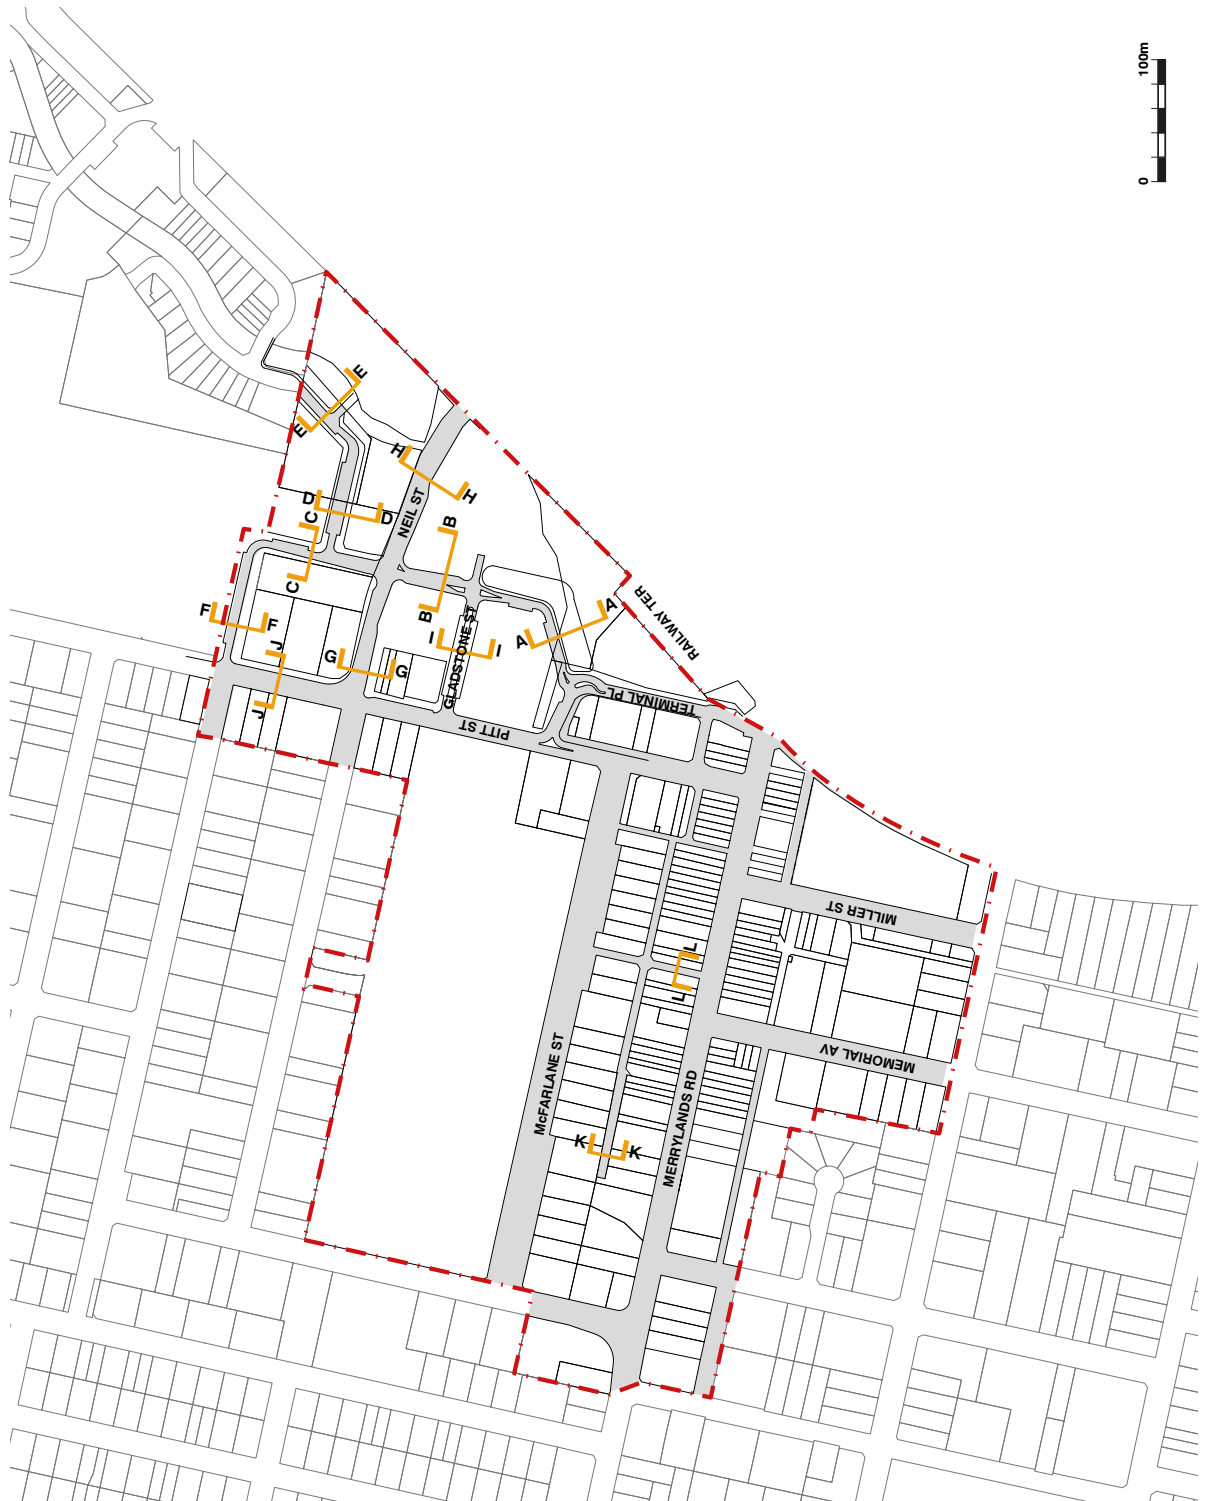 100m
0
E
E
H
H
D
D
C
C
NEIL ST
B
B
F
F
A
A
RAILWAY TER
I
I
GLADSTONE ST
J
J
G
G
TERMINAL PL
PITT ST
MILLER ST
L
L
MEMORIAL AV
McFARLANE ST
MERRYLANDS RD
K
K